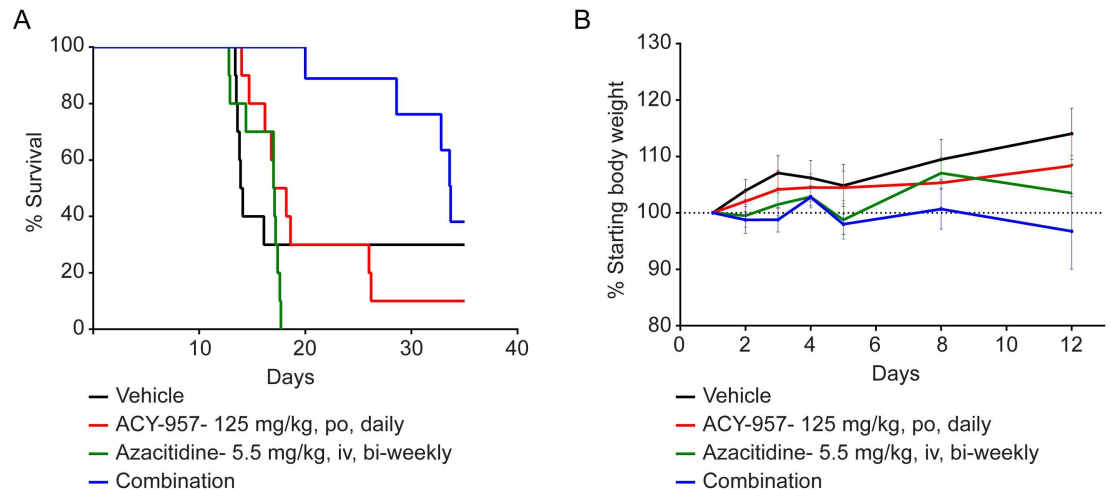 A
% Survival
100
80
60
40
20
0
10
20
30
40
Days
Vehicle
ACY-957- 125 mg/kg, po, daily
Azacitidine- 5.5 mg/kg, iv, bi-weekly
Combination
B
% Starting body weight
130
120
110
100
90
80
0
2
4
6
8
10
12
Days
Vehicle
ACY-957- 125 mg/kg, po, daily
Azacitidine- 5.5 mg/kg, iv, bi-weekly
Combination